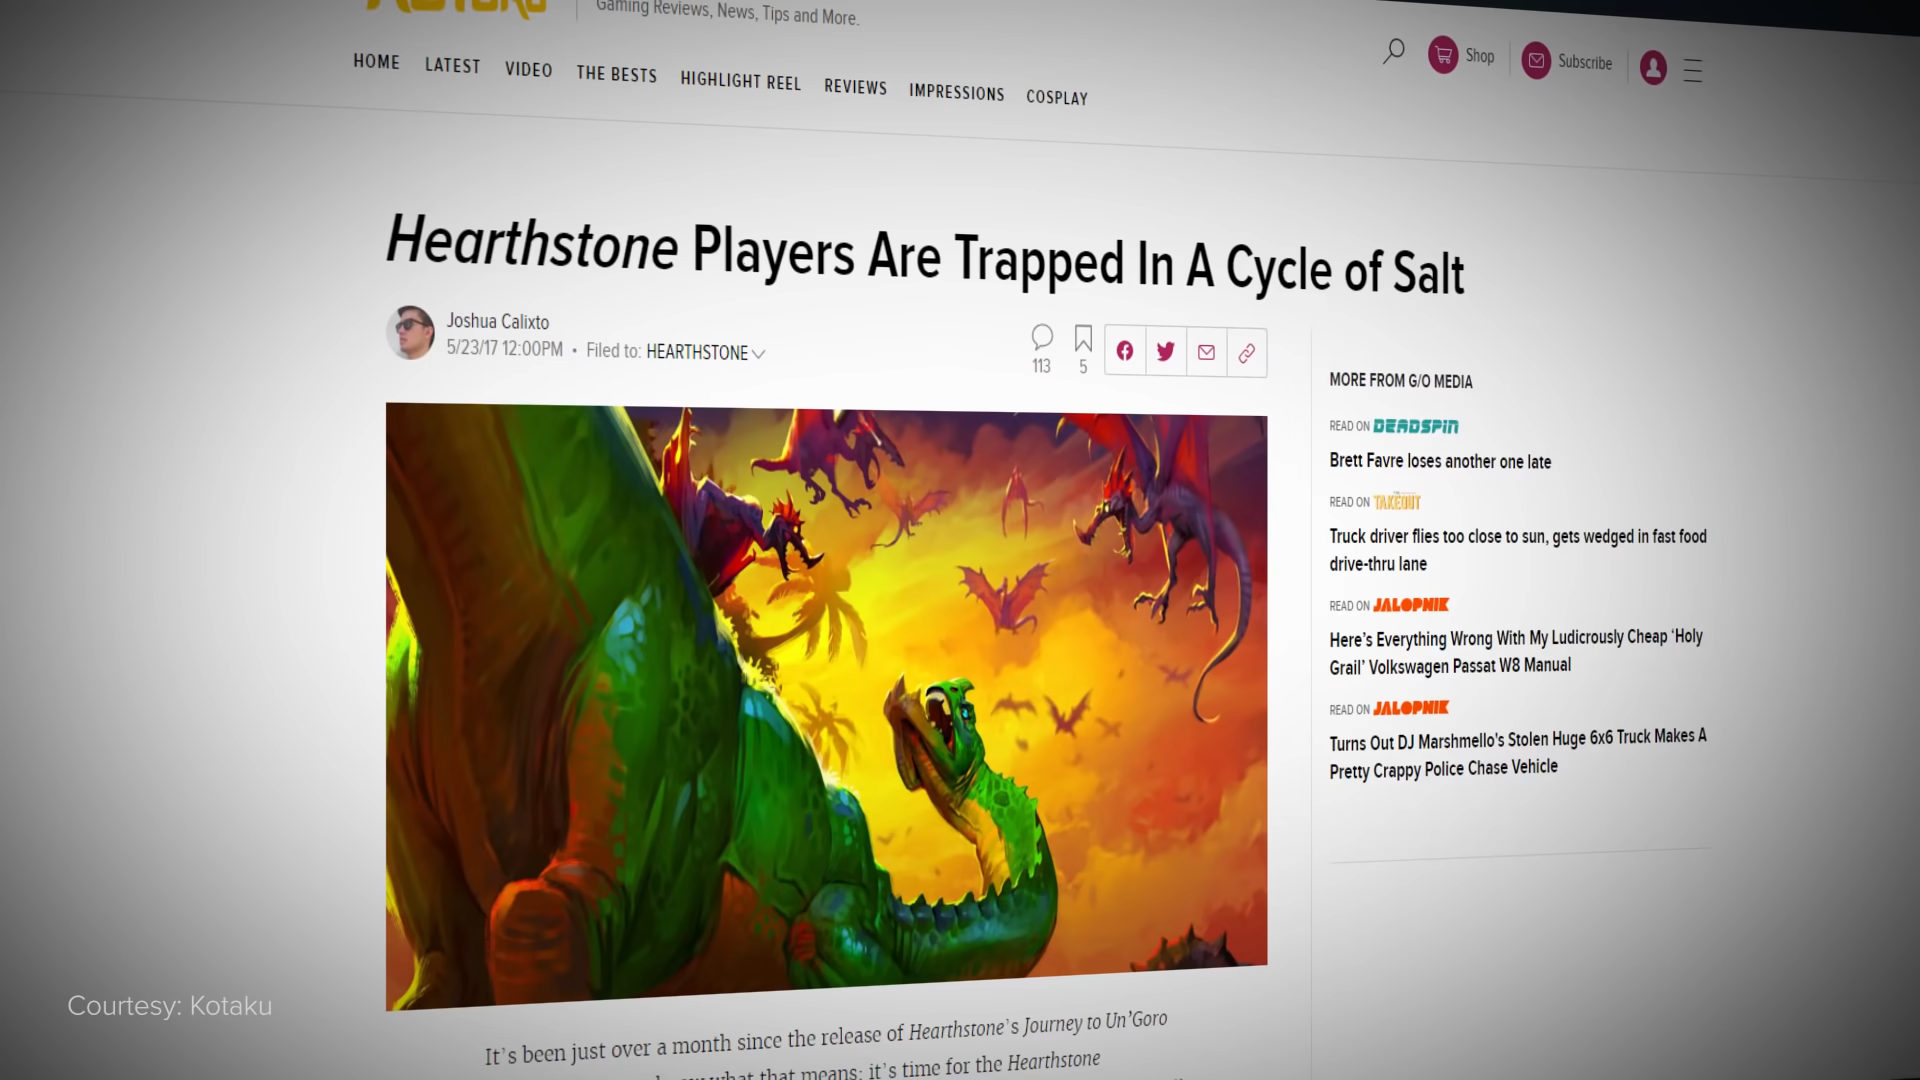 Gaming Reviews, News, Tips and More.
HOME LATEST VIDEO THE BESTS HIGHLIGHT REEL REVIEWS IMPRESSIONS COSPLAY
Shop
Subscribe
Hearthstone Players Are Trapped In A Cycle of Salt
Joshua Calixto
5/23/17 12:00PM • Filed to: HEARTHSTONE
113
5
MORE FROM G/O MEDIA
READ ON DEADSPIN
Brett Favre loses another one late
READ ON THE TAKEOUT
Truck driver flies too close to sun, gets wedged in fast food
drive-thru lane
READ ON JALOPNIK
Here's Everything Wrong With My Ludicrously Cheap 'Holy
Grail' Volkswagen Passat W8 Manual
READ ON JALOPNIK
Turns Out DJ Marshmello's Stolen Huge 6x6 Truck Makes A
Pretty Crappy Police Chase Vehicle
It's been just over a month since the release of Hearthstone's Journey to Un'Goro
what that means: it's time for the Hearthstone
Courtesy: Kotaku